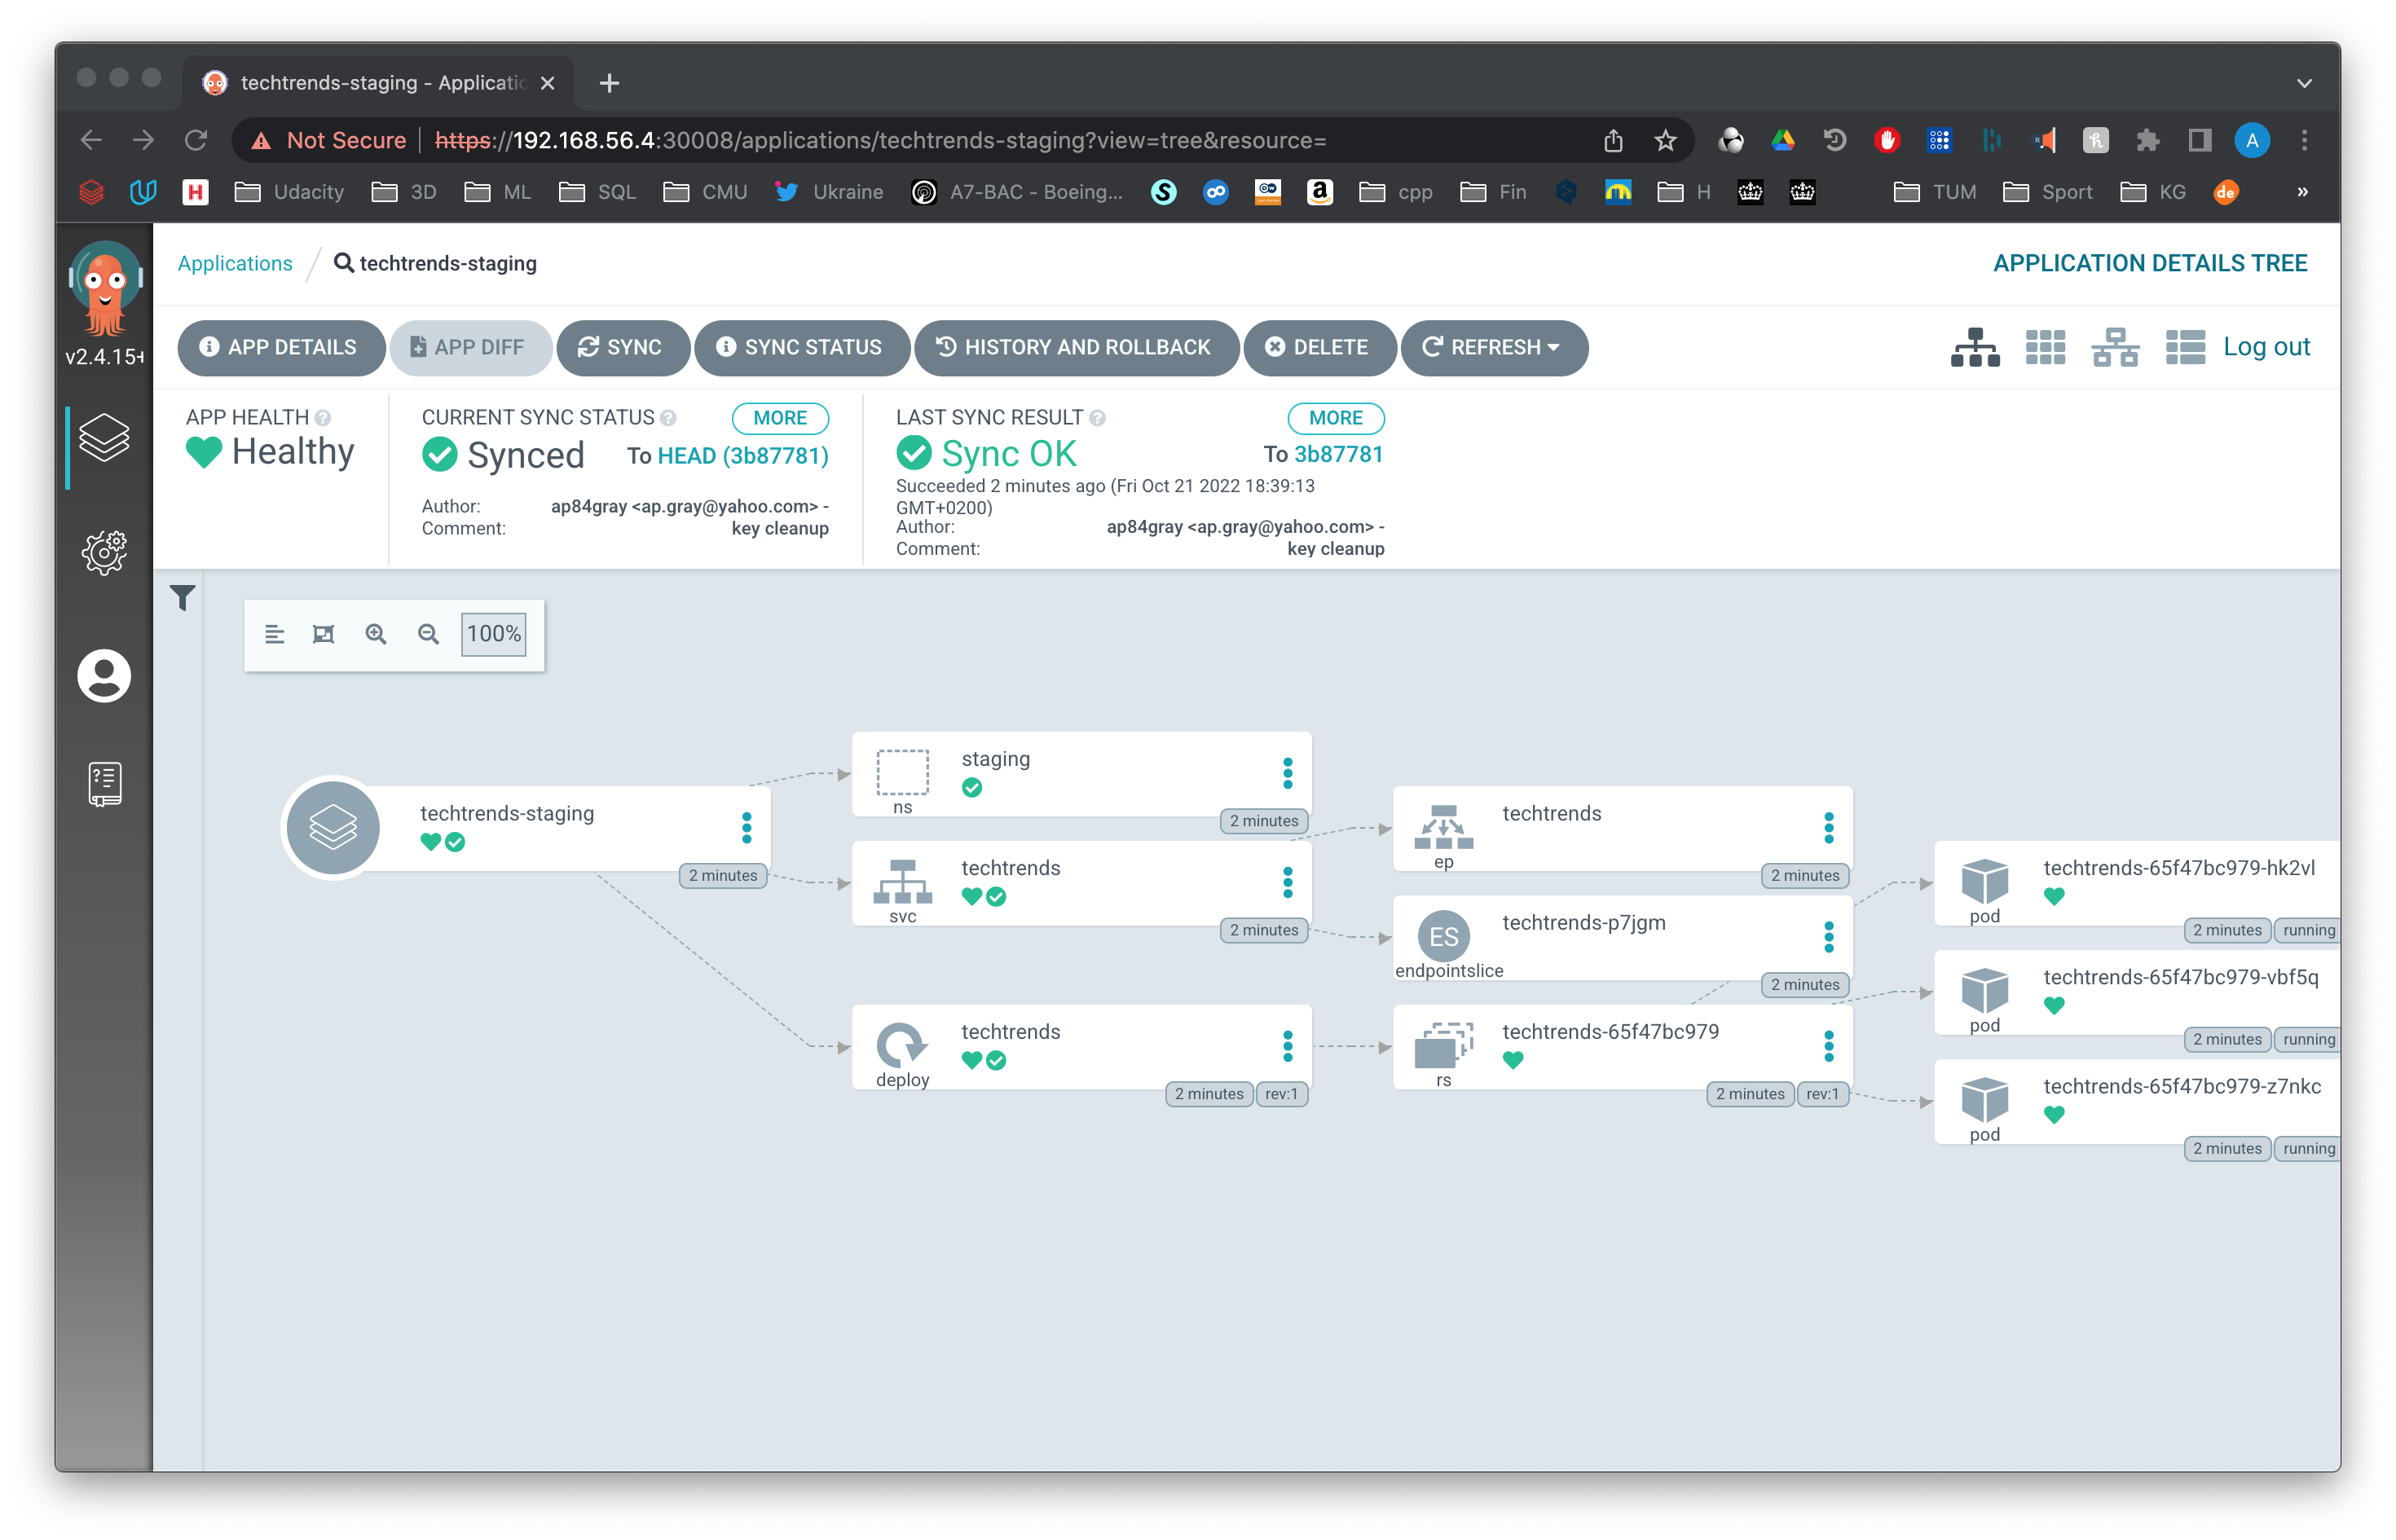 techtrends-staging - Applicatio
Not Secure https://192.168.56.4:30008/applications/techtrends-staging?view=tree&resource=
A
Udacity 3D ML SQL CMU Ukraine A7-BAC - Boeing... cpp Fin H TUM Sport KG de »
Applications / techtrends-staging
APPLICATION DETAILS TREE
v2.4.15+
APP DETAILS APP DIFF SYNC SYNC STATUS HISTORY AND ROLLBACK DELETE REFRESH
Log out
APP HEALTH
Healthy
CURRENT SYNC STATUS MORE
Synced To HEAD (3b87781)
Author: ap84gray <ap.gray@yahoo.com> -
Comment: key cleanup
LAST SYNC RESULT MORE
Sync OK To 3b87781
Succeeded 2 minutes ago (Fri Oct 21 2022 18:39:13
GMT+0200)
Author: ap84gray <ap.gray@yahoo.com> -
Comment: key cleanup
100%
techtrends-staging
2 minutes
staging
ns
2 minutes
techtrends
svc
2 minutes
techtrends
deploy
2 minutes rev:1
techtrends
ep
2 minutes
ES
techtrends-p7jgm
endpointslice
2 minutes
techtrends-65f47bc979
rs
2 minutes rev:1
techtrends-65f47bc979-hk2vl
pod
2 minutes running
techtrends-65f47bc979-vbf5q
pod
2 minutes running
techtrends-65f47bc979-z7nkc
pod
2 minutes running